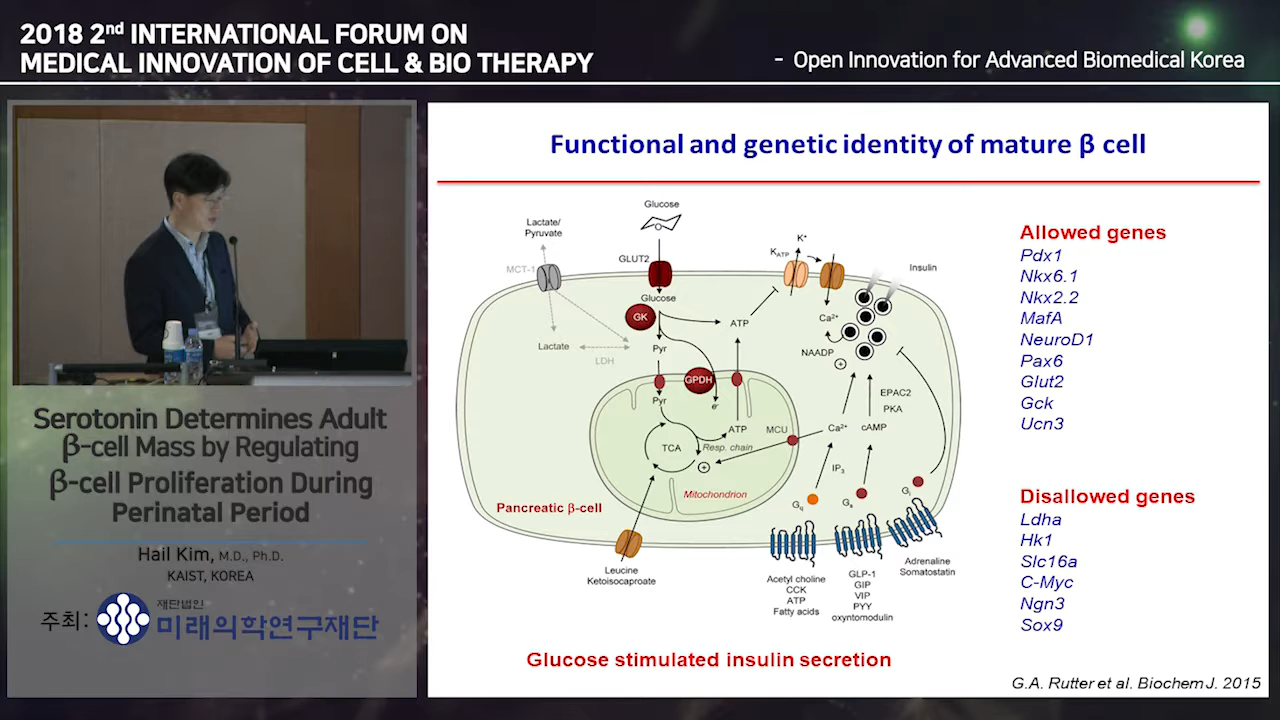 2018 2nd INTERNATIONAL FORUM ON
MEDICAL INNOVATION OF CELL & BIO THERAPY
- Open Innovation for Advanced Biomedical Korea
Serotonin Determines Adult
β-cell Mass by Regulating
β-cell Proliferation During
Perinatal Period
Hail Kim, M.D., Ph.D.
KAIST, KOREA
주최: 재단법인
미래의학연구재단
Functional and genetic identity of mature β cell
Glucose
Lactate/
Pyruvate
MCT-1
GLUT2
Glucose
GK
Pyr
Lactate
LDH
ATP
GPDH
Pyr
e-
ATP
TCA
Resp. chain
+
MCU
Mitochondrion
Pancreatic β-cell
Leucine
Ketoisocaproate
K+
KATP
Insulin
Ca2+
NAADP
+
EPAC2
PKA
Ca2+
cAMP
IP3
Gq
Gs
Gi
Acetyl choline
CCK
ATP
Fatty acids
GLP-1
GIP
VIP
PYY
oxyntomodulin
Adrenaline
Somatostatin
Glucose stimulated insulin secretion
Allowed genes
Pdx1
Nkx6.1
Nkx2.2
MafA
NeuroD1
Pax6
Glut2
Gck
Ucn3
Disallowed genes
Ldha
Hk1
Slc16a
C-Myc
Ngn3
Sox9
G.A. Rutter et al. Biochem J. 2015